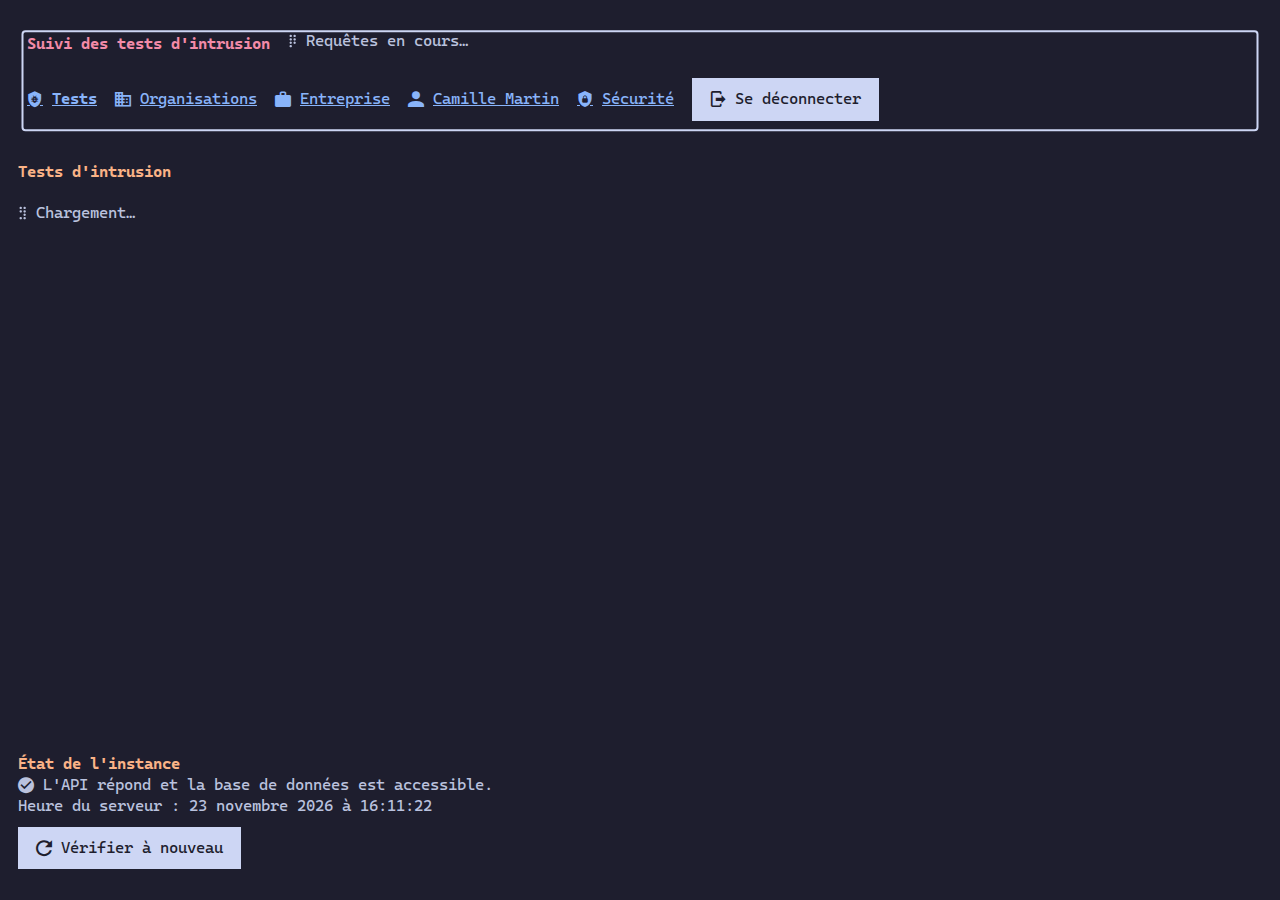 Suivi des tests d'intrusion
⣿ Requêtes en cours…
Tests Organisations Entreprise Camille Martin Sécurité Se déconnecter
Tests d'intrusion
⣿ Chargement…
État de l'instance
L'API répond et la base de données est accessible.
Heure du serveur : 23 novembre 2026 à 16:11:22
Vérifier à nouveau